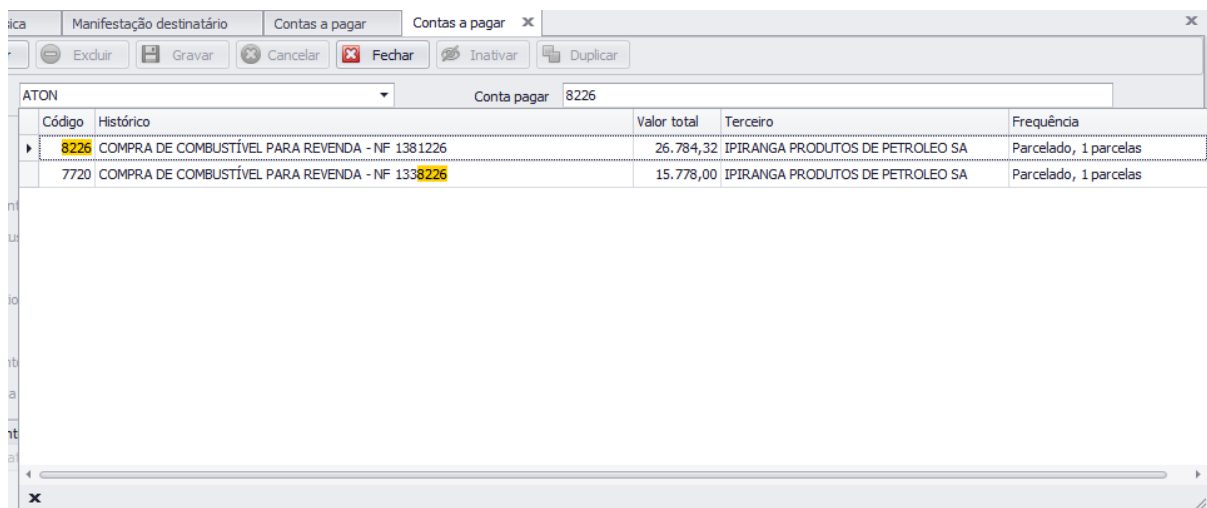 Manifestação destinatário Contas a pagar Contas a pagar
Excluir Gravar Cancelar Fechar Inativar Duplicar
ATON Conta pagar 8226
Código Histórico Valor total Terceiro Frequência
8226 COMPRA DE COMBUSTÍVEL PARA REVENDA - NF 1381226 26.784,32 IPIRANGA PRODUTOS DE PETROLEO SA Parcelado, 1 parcelas
7720 COMPRA DE COMBUSTÍVEL PARA REVENDA - NF 1338226 15.778,00 IPIRANGA PRODUTOS DE PETROLEO SA Parcelado, 1 parcelas